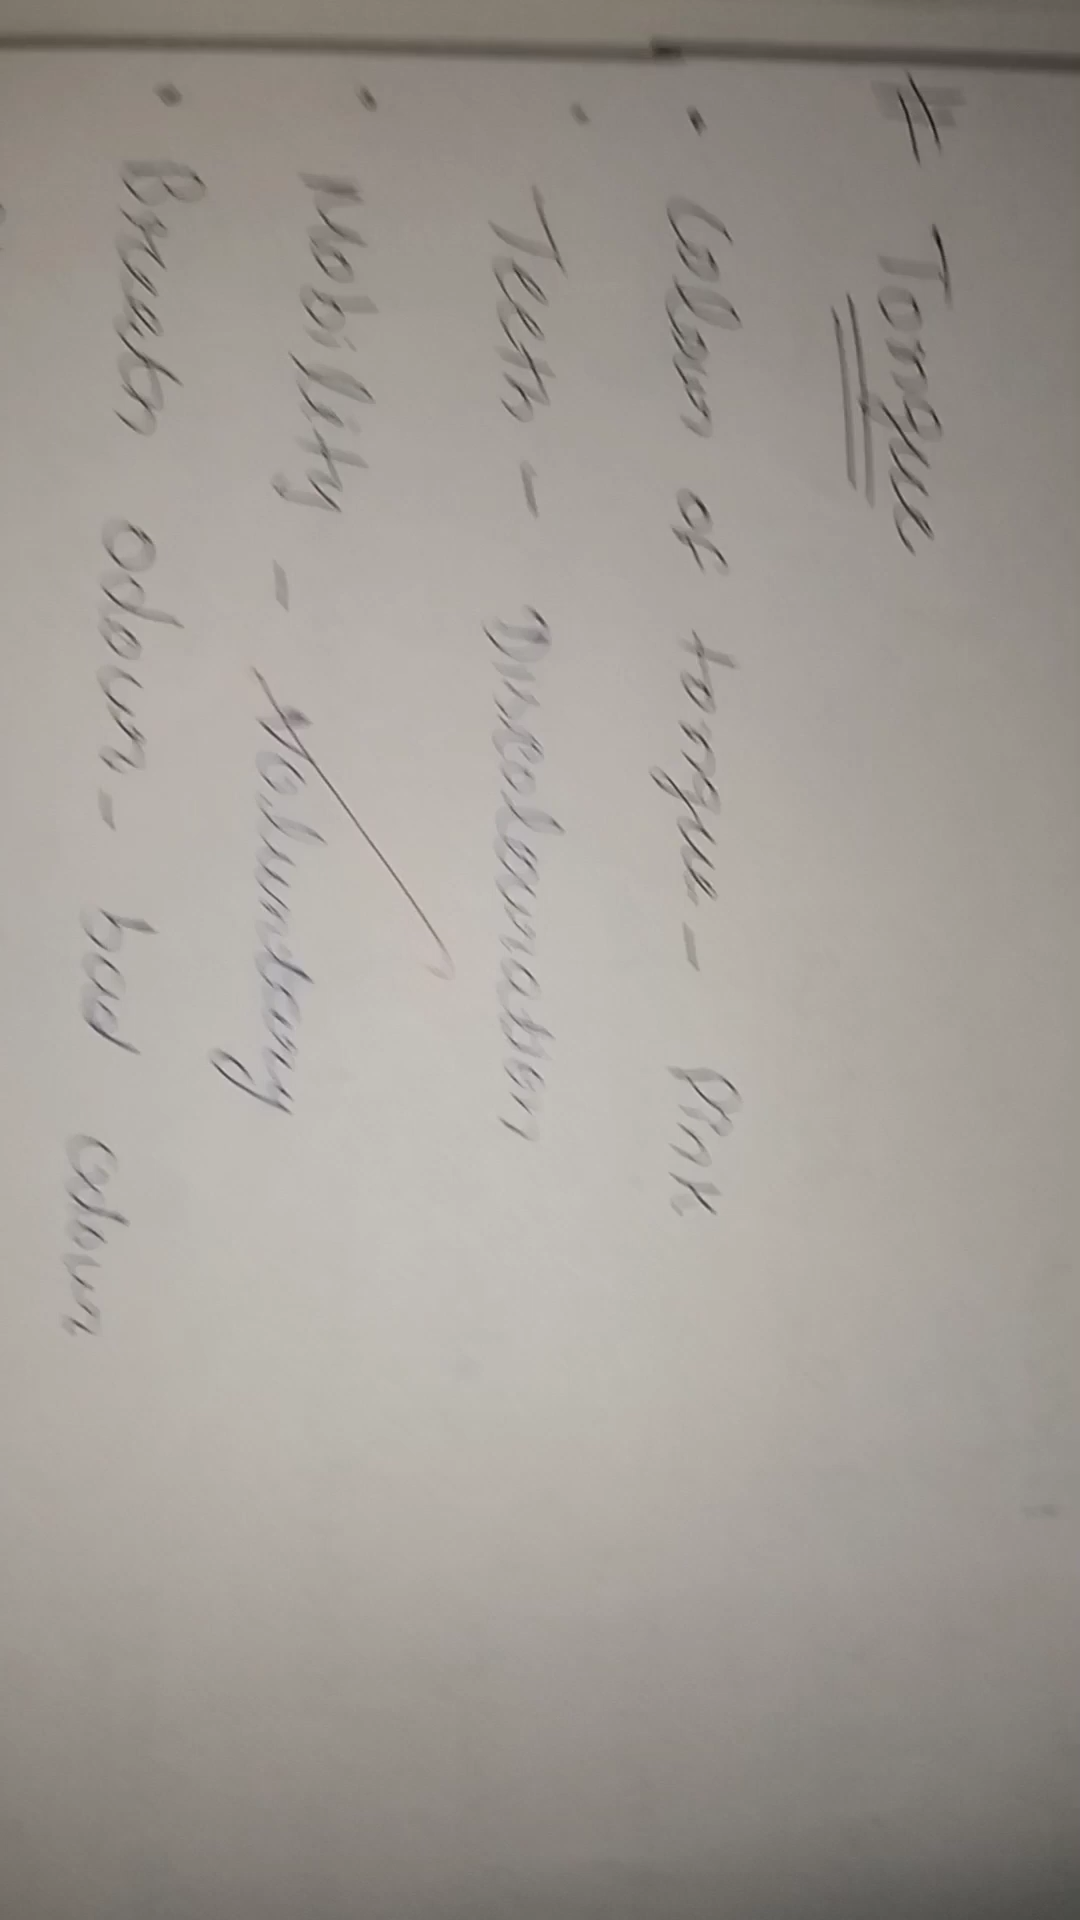 # Tongue
• Colour of tongue - Pink
• Teeth - Discolouration
• Mobility - Voluntary
• Breath odour - bad odour